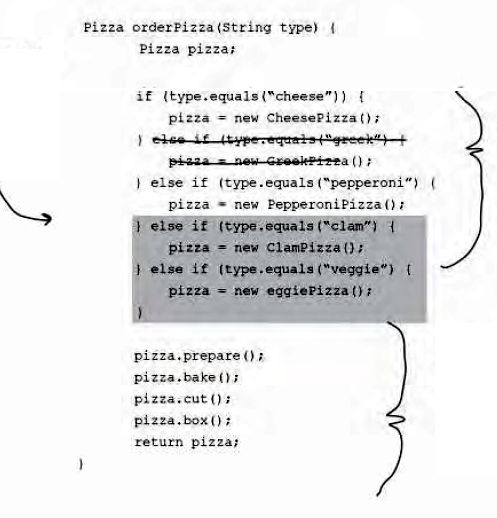 Pizza orderPizza(String type) {
Pizza pizza;
if (type.equals("cheese")) {
pizza = new CheesePizza();
} else if (type.equals("greek") {
pizza = new GreekPizza();
} else if (type.equals("pepperoni") {
pizza = new PepperoniPizza();
} else if (type.equals("clam") {
pizza = new ClamPizza();
} else if (type.equals("veggie") {
pizza = new eggiePizza();
}
pizza.prepare();
pizza.bake();
pizza.cut();
pizza.box();
return pizza;
}